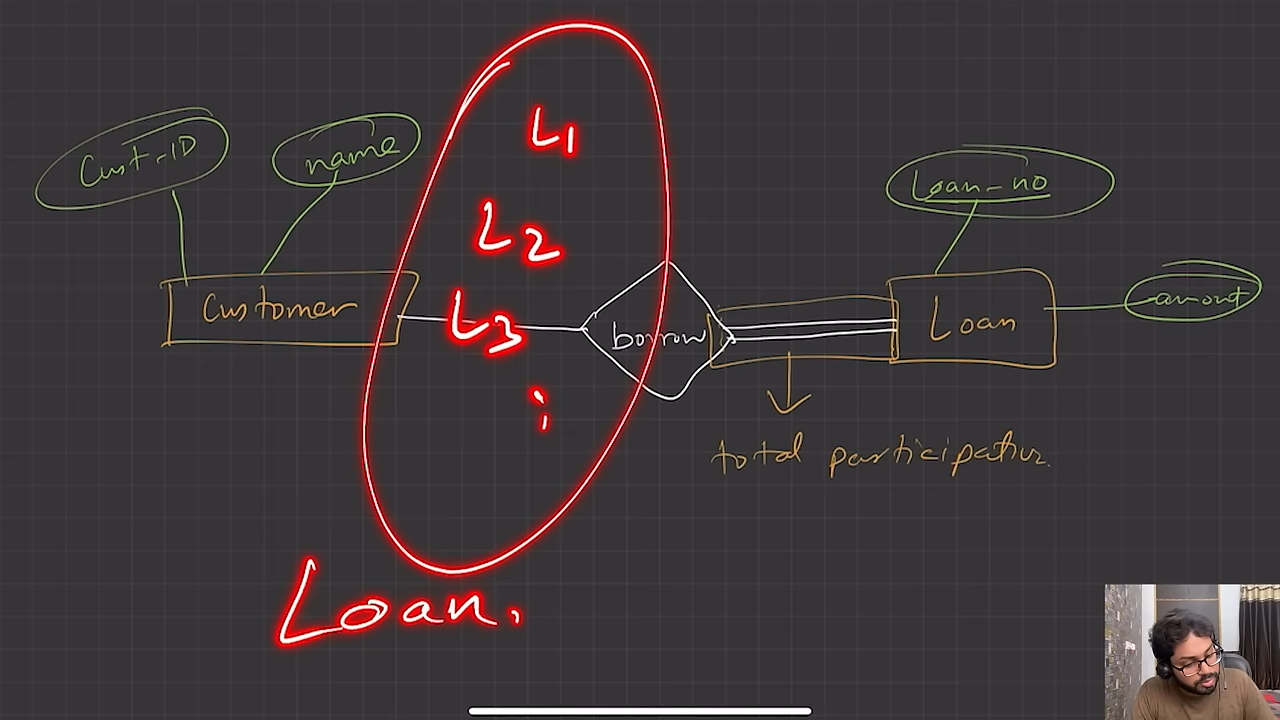 Cust-ID
name
Loan-no
Customer
borrow
Loan
amount
total participation
L1
L2
L3
Loan.